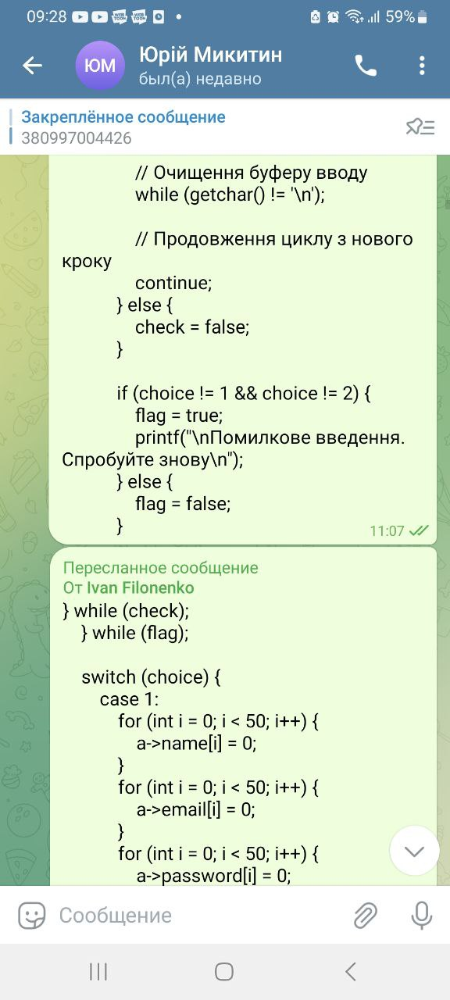 09:28
59%
ЮМ
Юрій Микитин
был(а) недавно
Закреплённое сообщение
380997004426
// Очищення буферу вводу
while (getchar() != '\n');
// Продовження циклу з нового
кроку
continue;
} else {
check = false;
}
if (choice != 1 && choice != 2) {
flag = true;
printf("\nПомилкове введення.
Спробуйте знову\n");
} else {
flag = false;
}
11:07
Пересланное сообщение
От Ivan Filonenko
} while (check);
} while (flag);
switch (choice) {
case 1:
for (int i = 0; i < 50; i++) {
a->name[i] = 0;
}
for (int i = 0; i < 50; i++) {
a->email[i] = 0;
}
for (int i = 0; i < 50; i++) {
a->password[i] = 0;
Сообщение